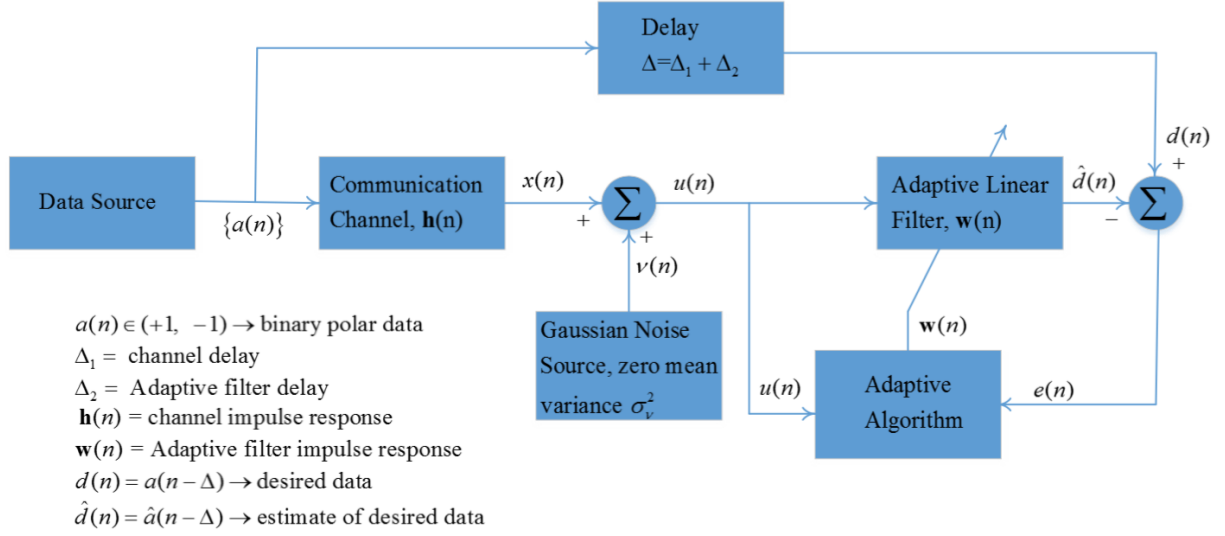 Delay
Δ=Δ₁ + Δ₂
d(n)
+
Data Source
{a(n)}
Communication
Channel, h(n)
x(n)
+
Σ
+
u(n)
Adaptive Linear
Filter, w(n)
d̂(n)
−
Σ
ν(n)
Gaussian Noise
Source, zero mean
variance σ²ᵥ
w(n)
u(n)
Adaptive
Algorithm
e(n)
a(n) ∈ (+1, −1) → binary polar data
Δ₁ = channel delay
Δ₂ = Adaptive filter delay
h(n) = channel impulse response
w(n) = Adaptive filter impulse response
d(n) = a(n − Δ) → desired data
d̂(n) = â(n − Δ) → estimate of desired data